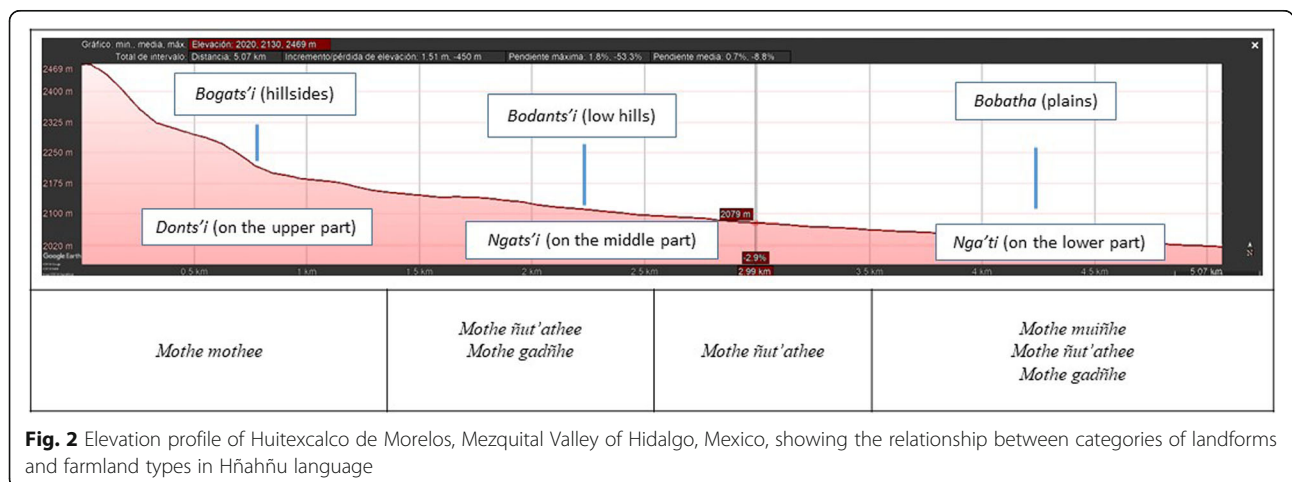 Gráfico: min., media, máx. Elevación: 2020, 2130, 2469 m
Total de intervalo: Distancia: 5.07 km Incremento/pérdida de elevación: 1.51 m, -450 m Pendiente máxima: 1.8%, -53.3% Pendiente media: 0.7%, -8.8%
2469 m
2400 m
2325 m
2250 m
2175 m
2100 m
2020 m
Bogats'i (hillsides)
Bodants'i (low hills)
Bobatha (plains)
2079 m
Donts'i (on the upper part)
Ngats'i (on the middle part)
Nga'ti (on the lower part)
Google Earth
-2.9%
0.5 km 1 km 1.5 km 2 km 2.5 km 2.99 km 3.5 km 4 km 4.5 km 5.07 km
Mothe mothee
Mothe ñut'athee
Mothe gadñhe
Mothe ñut'athee
Mothe muiñhe
Mothe ñut'athee
Mothe gadñhe
Fig. 2 Elevation profile of Huitexcalco de Morelos, Mezquital Valley of Hidalgo, Mexico, showing the relationship between categories of landforms
and farmland types in Hñahñu language